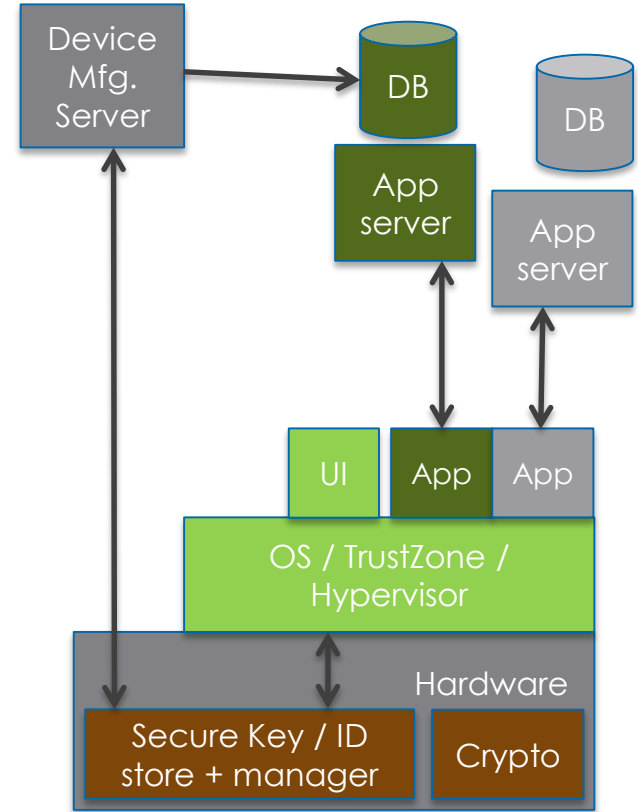 Device
Mfg.
Server
DB
DB
App
server
App
server
UI
App
App
OS / TrustZone /
Hypervisor
Hardware
Secure Key / ID
store + manager
Crypto